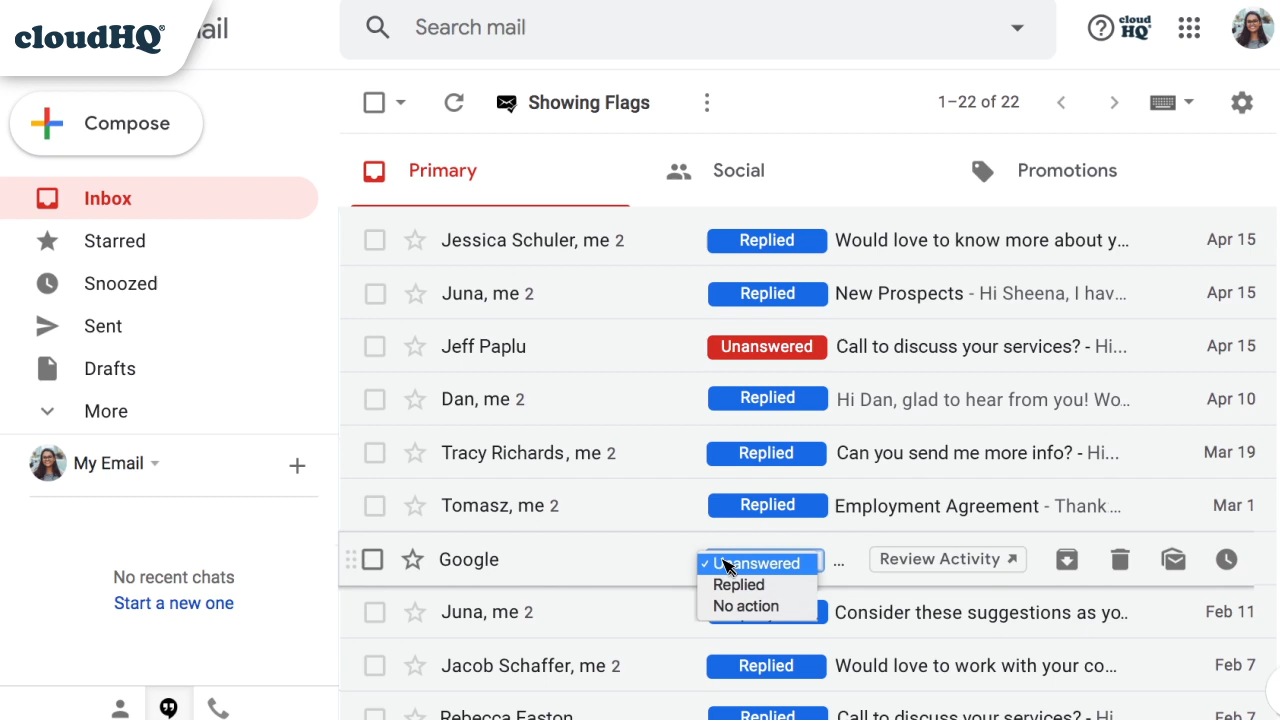 cloudHQ
ail
Search mail
cloud
HQ
Compose
Showing Flags
1–22 of 22
Primary
Social
Promotions
Inbox
Starred
Snoozed
Sent
Drafts
More
My Email
No recent chats
Start a new one
Jessica Schuler, me 2 Replied Would love to know more about y... Apr 15
Juna, me 2 Replied New Prospects - Hi Sheena, I hav... Apr 15
Jeff Paplu Unanswered Call to discuss your services? - Hi... Apr 15
Dan, me 2 Replied Hi Dan, glad to hear from you! Wo... Apr 10
Tracy Richards, me 2 Replied Can you send me more info? - Hi... Mar 19
Tomasz, me 2 Replied Employment Agreement - Thank... Mar 1
Google ✓ Unanswered ... Review Activity
Replied
No action
Juna, me 2 Consider these suggestions as yo... Feb 11
Jacob Schaffer, me 2 Replied Would love to work with your co... Feb 7
Rebecca Easton Replied Call to discuss your services? - Hi... Feb 7